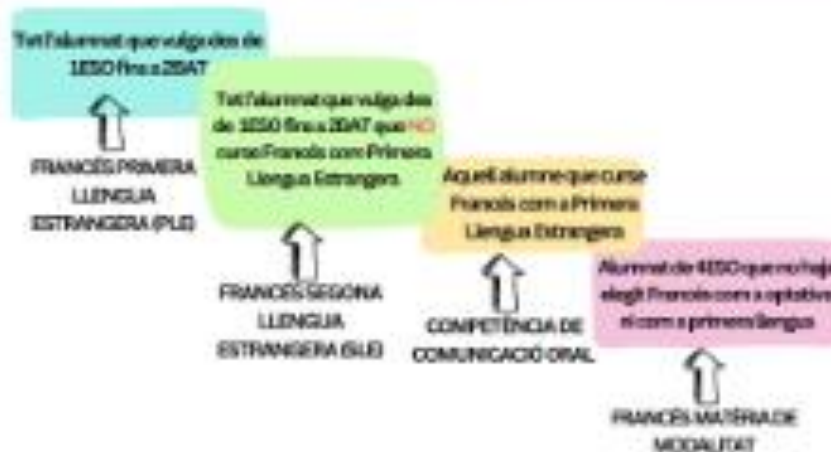 Tot l'alumnat que vulga des de
1ESO fins a 2BAT
FRANCÉS PRIMERA
LLENGUA
ESTRANGERA (PLE)
Tot l'alumnat que vulga des
de 1ESO fins a 2BAT que NO
curse Francés com Primera
Llengua Estrangera
FRANCÉS SEGONA
LLENGUA
ESTRANGERA (SLE)
Aquell alumne que curse
Francés com a Primera
Llengua Estrangera
COMPETÈNCIA DE
COMUNICACIÓ ORAL
Alumnat de 4ESO que no haja
elegit Francés com a optativa
ni com a primera llengua
FRANCÉS MATÈRIA DE
MODALITAT